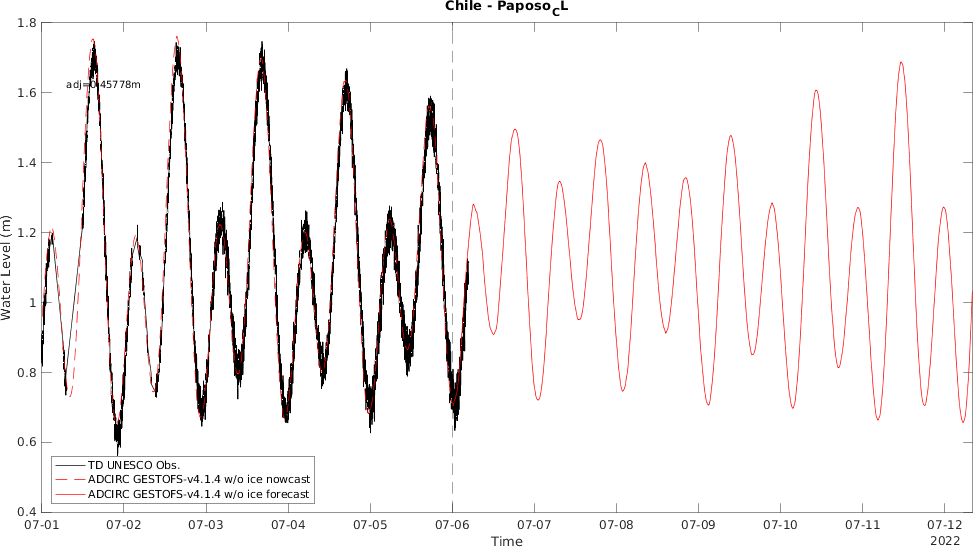 Chile - Paposo_CL
1.8
adj=0.45778m
1.6
1.4
1.2
Water Level (m)
1
0.8
0.6
TD UNESCO Obs.
ADCIRC GESTOFS-v4.1.4 w/o ice nowcast
ADCIRC GESTOFS-v4.1.4 w/o ice forecast
0.4
07-01 07-02 07-03 07-04 07-05 07-06 07-07 07-08 07-09 07-10 07-11 07-12
Time 2022